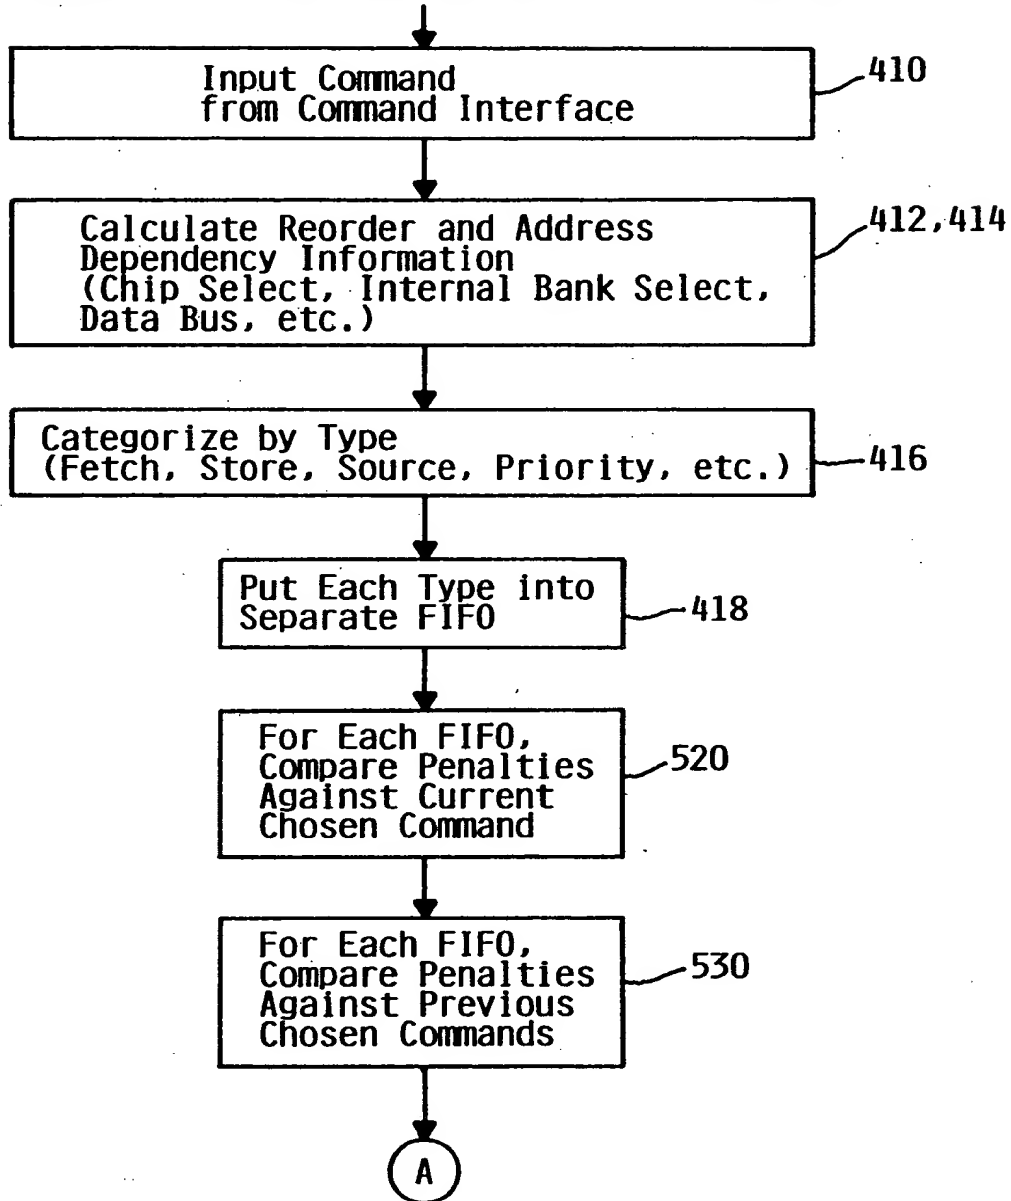 Input Command
from Command Interface
410
Calculate Reorder and Address
Dependency Information
(Chip Select, Internal Bank Select,
Data Bus, etc.)
412,414
Categorize by Type
(Fetch, Store, Source, Priority, etc.)
416
Put Each Type into
Separate FIFO
418
For Each FIFO,
Compare Penalties
Against Current
Chosen Command
520
For Each FIFO,
Compare Penalties
Against Previous
Chosen Commands
530
A